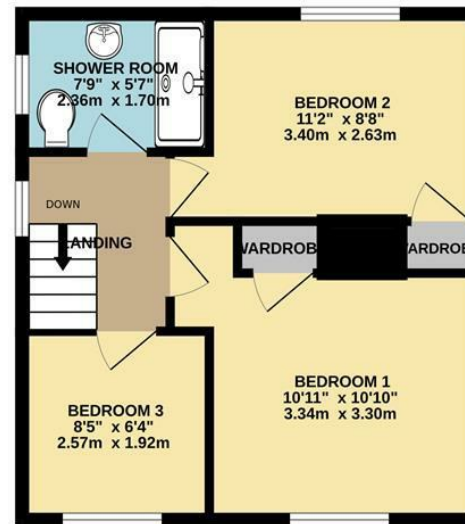 SHOWER ROOM
7'9" x 5'7"
2.36m x 1.70m
BEDROOM 2
11'2" x 8'8"
3.40m x 2.63m
DOWN
LANDING
WARDROBE
WARDROBE
BEDROOM 1
10'11" x 10'10"
3.34m x 3.30m
BEDROOM 3
8'5" x 6'4"
2.57m x 1.92m